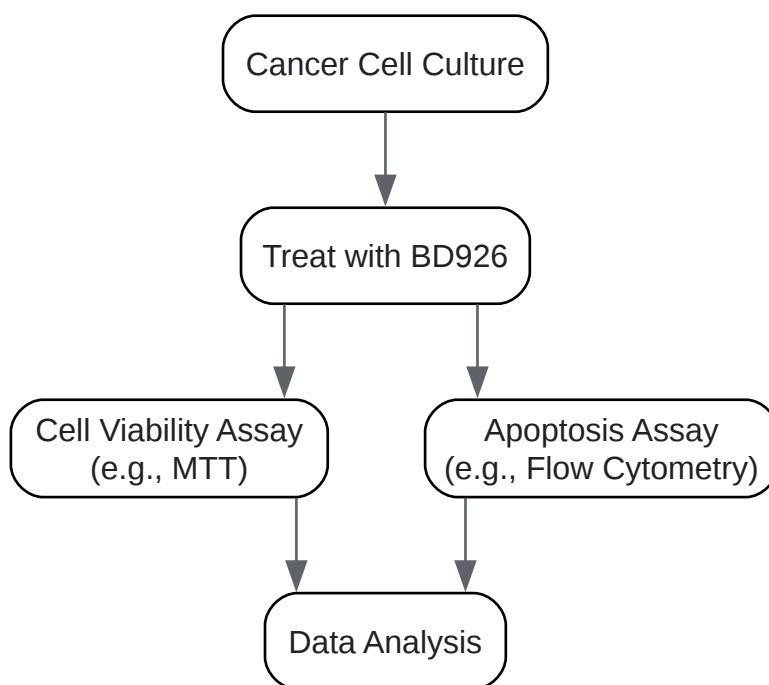 Cancer Cell Culture
Treat with BD926
Cell Viability Assay
(e.g., MTT)
Apoptosis Assay
(e.g., Flow Cytometry)
Data Analysis